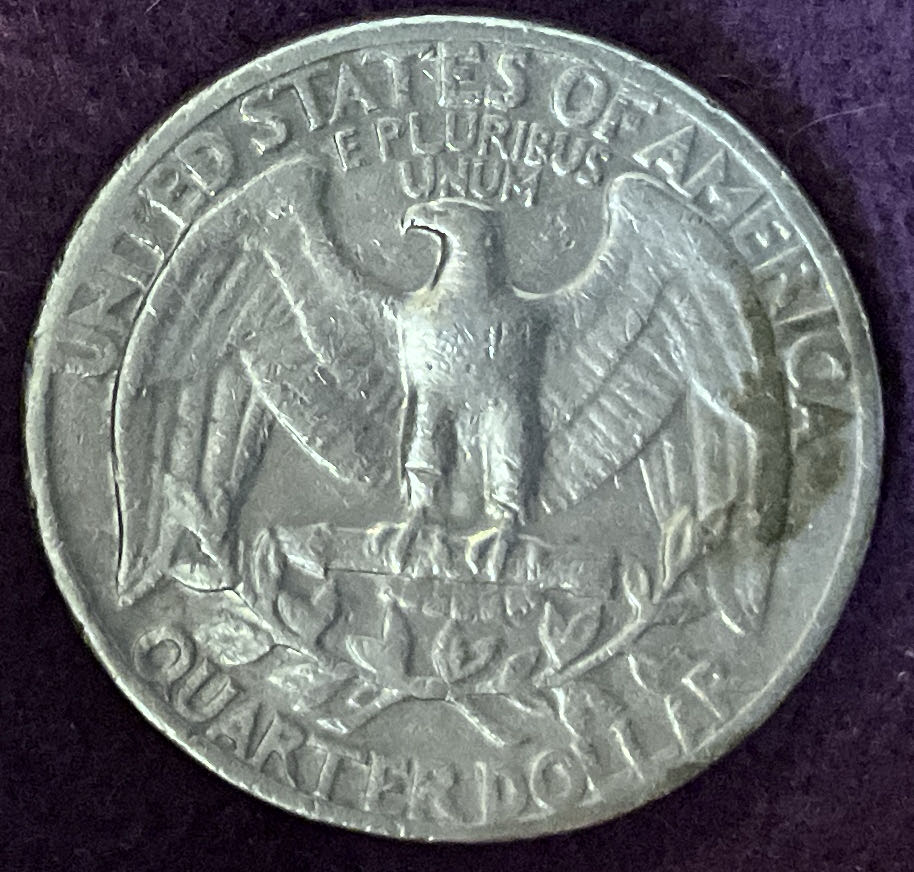 UNITED STATES OF AMERICA
E PLURIBUS
UNUM
QUARTER DOLLAR